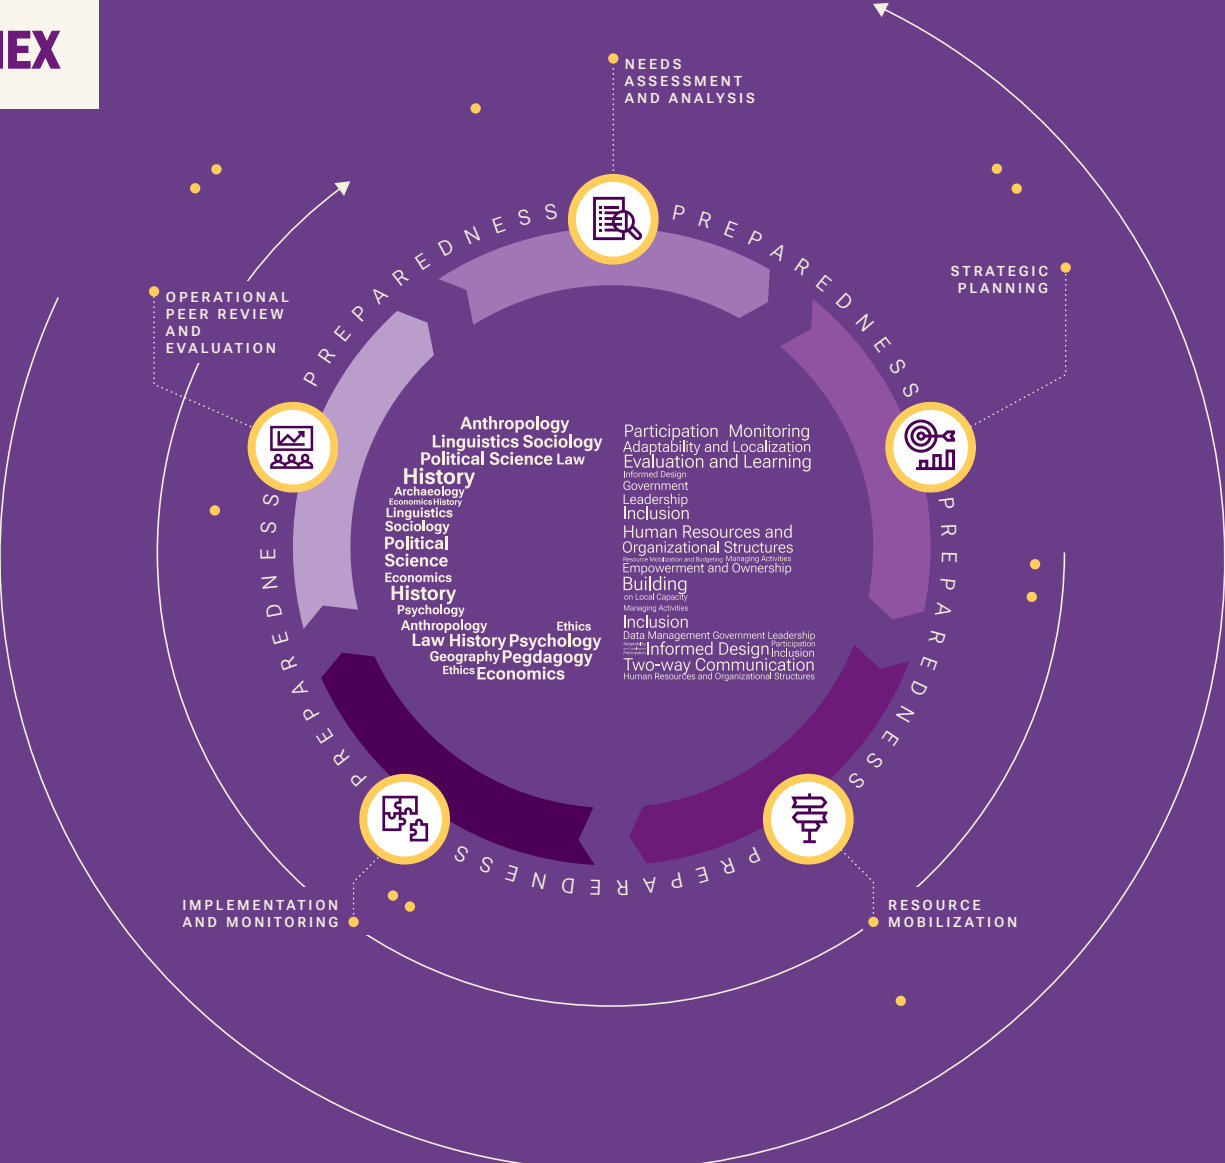 EX
NEEDS
ASSESSMENT
AND ANALYSIS
STRATEGIC
PLANNING
OPERATIONAL
PEER REVIEW
AND
EVALUATION
PREPAREDNESS
PREPAREDNESS
PREPAREDNESS
PREPAREDNESS
PREPAREDNESS
Anthropology
Linguistics Sociology
Political Science Law
History
Archaeology
Economics History
Linguistics
Sociology
Political
Science
Economics
History
Psychology
Anthropology Ethics
Law History Psychology
Geography Pegdagogy
Ethics Economics
Participation Monitoring
Adaptability and Localization
Evaluation and Learning
Informed Design
Government
Leadership
Inclusion
Human Resources and
Organizational Structures
Resource Mobilization and Budgeting Managing Activities
Empowerment and Ownership
Building
on Local Capacity
Managing Activities
Inclusion
Data Management Government Leadership
Informed Design Participation
Inclusion
Two-way Communication
Human Resources and Organizational Structures
IMPLEMENTATION
AND MONITORING
RESOURCE
MOBILIZATION